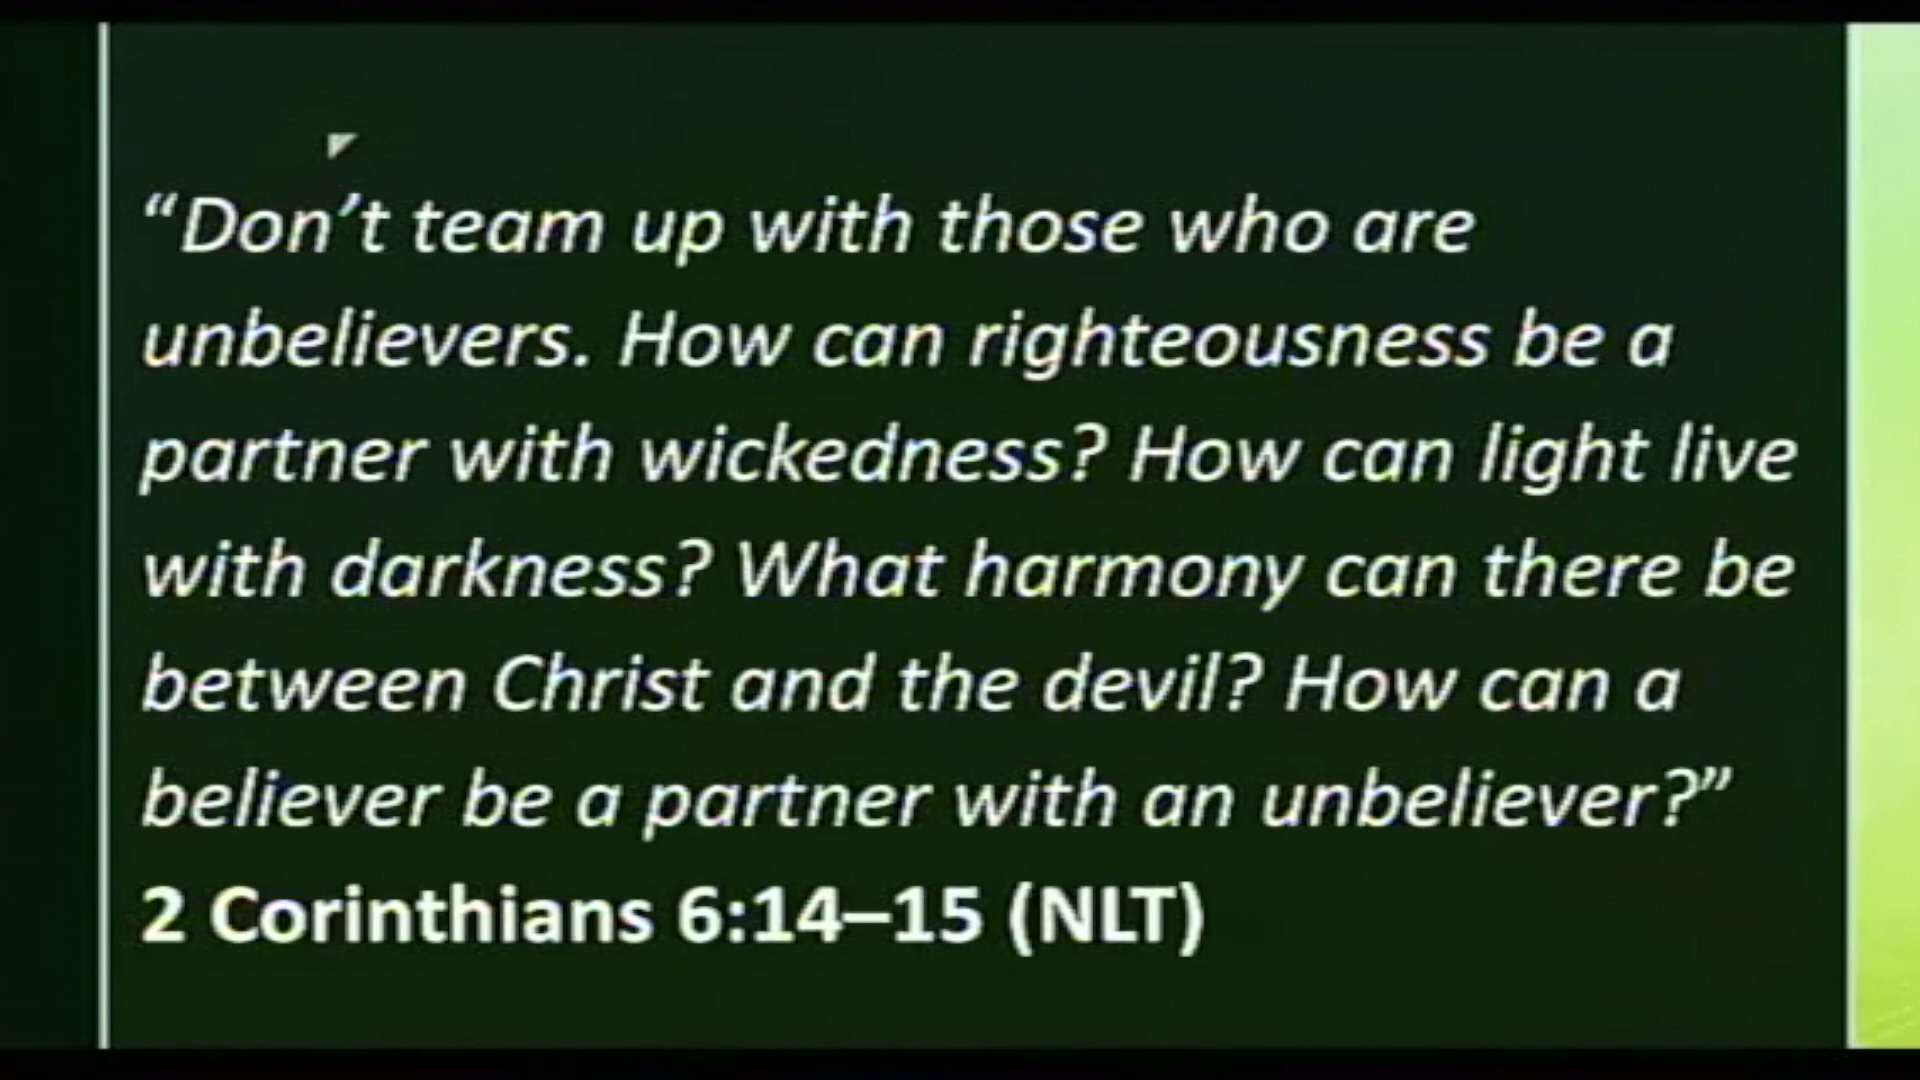 “Don’t team up with those who are
unbelievers. How can righteousness be a
partner with wickedness? How can light live
with darkness? What harmony can there be
between Christ and the devil? How can a
believer be a partner with an unbeliever?”
2 Corinthians 6:14–15 (NLT)